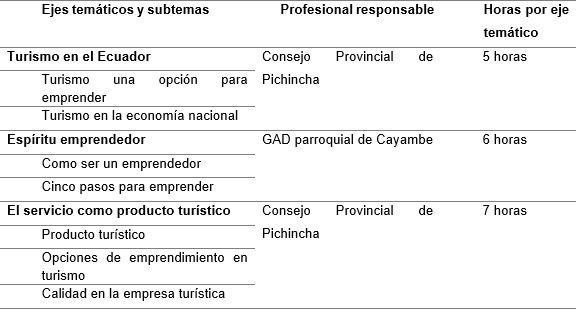 Ejes temáticos y subtemas Profesional responsable Horas por eje
temático
Turismo en el Ecuador Consejo Provincial de 5 horas
Turismo una opción para Pichincha
emprender
Turismo en la economía nacional
Espíritu emprendedor GAD parroquial de Cayambe 6 horas
Como ser un emprendedor
Cinco pasos para emprender
El servicio como producto turístico Consejo Provincial de 7 horas
Producto turístico Pichincha
Opciones de emprendimiento en
turismo
Calidad en la empresa turística